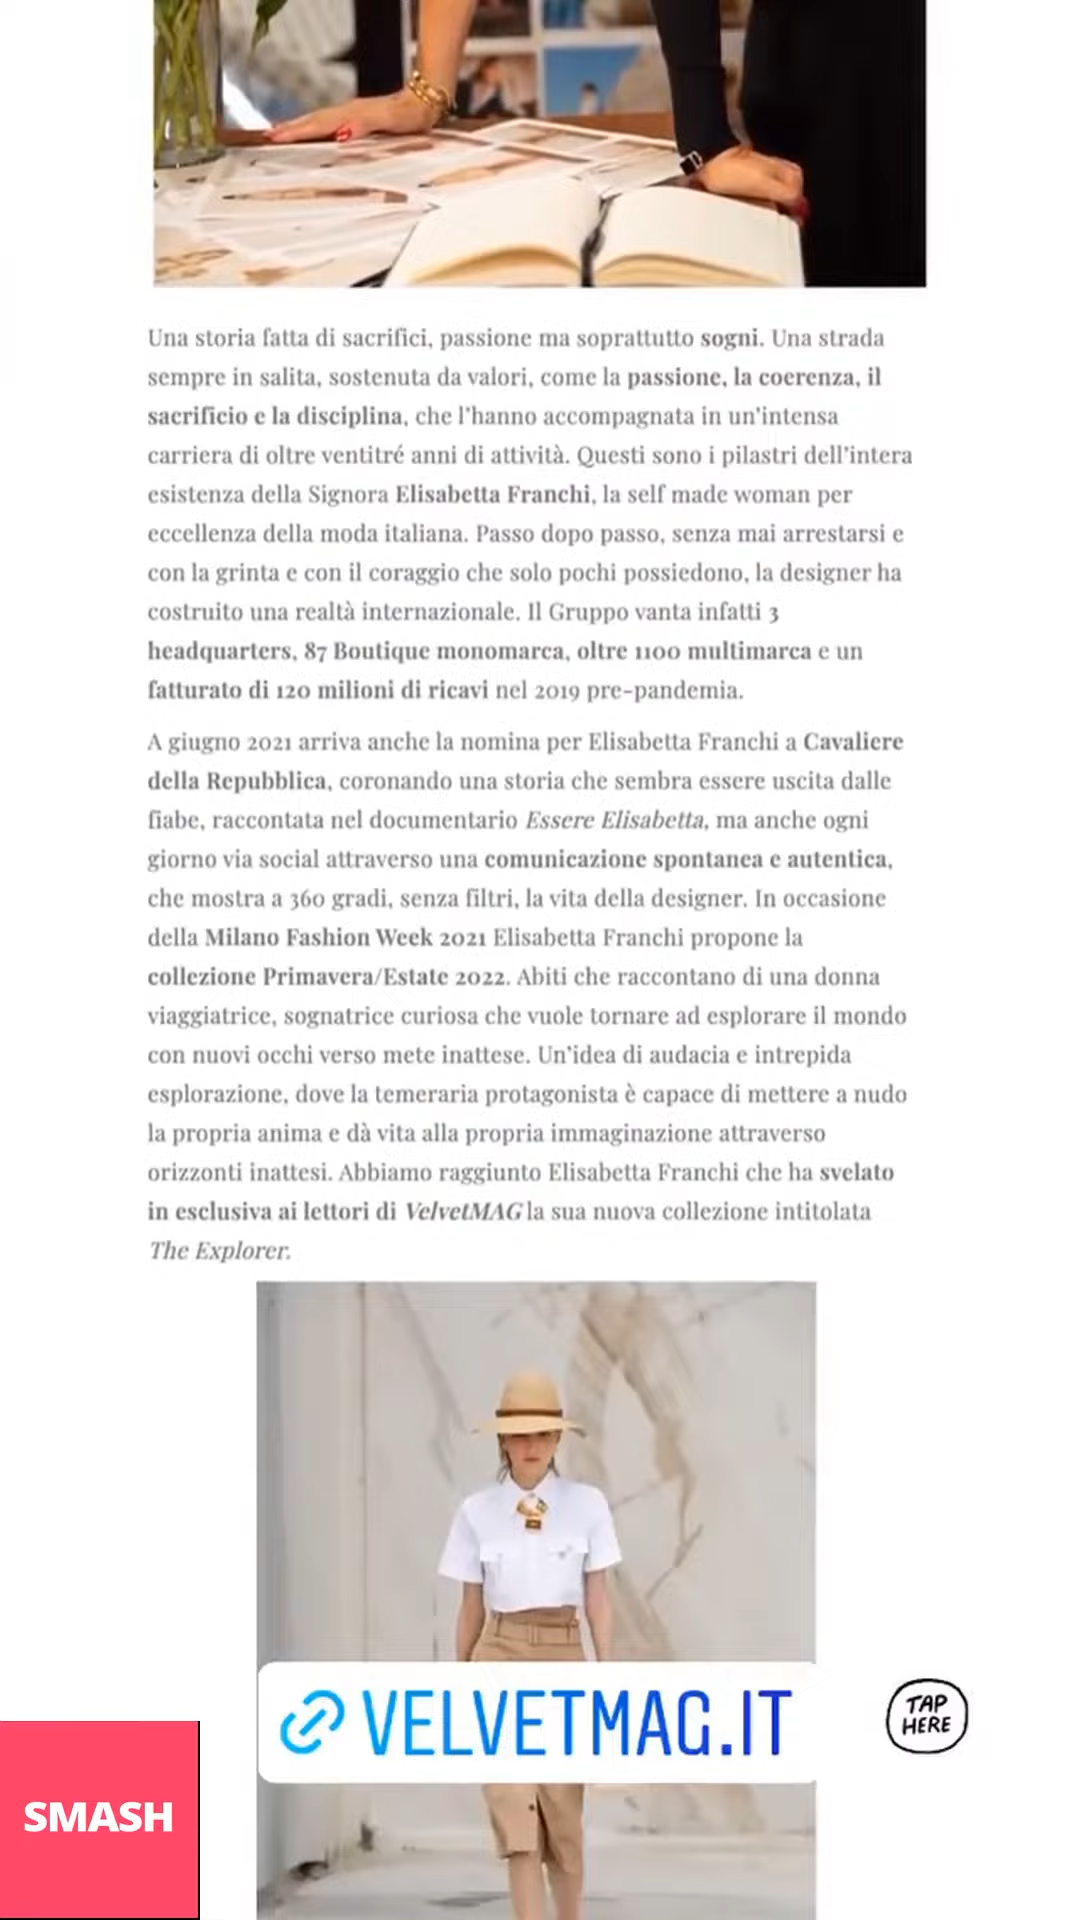 Una storia fatta di sacrifici, passione ma soprattutto sogni. Una strada
sempre in salita, sostenuta da valori, come la passione, la coerenza, il
sacrificio e la disciplina, che l'hanno accompagnata in un'intensa
carriera di oltre ventitré anni di attività. Questi sono i pilastri dell'intera
esistenza della Signora Elisabetta Franchi, la self made woman per
eccellenza della moda italiana. Passo dopo passo, senza mai arrestarsi e
con la grinta e con il coraggio che solo pochi possiedono, la designer ha
costruito una realtà internazionale. Il Gruppo vanta infatti 3
headquarters, 87 Boutique monomarca, oltre 1100 multimarca e un
fatturato di 120 milioni di ricavi nel 2019 pre-pandemia.
A giugno 2021 arriva anche la nomina per Elisabetta Franchi a Cavaliere
della Repubblica, coronando una storia che sembra essere uscita dalle
fiabe, raccontata nel documentario Essere Elisabetta, ma anche ogni
giorno via social attraverso una comunicazione spontanea e autentica,
che mostra a 360 gradi, senza filtri, la vita della designer. In occasione
della Milano Fashion Week 2021 Elisabetta Franchi propone la
collezione Primavera/Estate 2022. Abiti che raccontano di una donna
viaggiatrice, sognatrice curiosa che vuole tornare ad esplorare il mondo
con nuovi occhi verso mete inattese. Un'idea di audacia e intrepida
esplorazione, dove la temeraria protagonista è capace di mettere a nudo
la propria anima e dà vita alla propria immaginazione attraverso
orizzonti inattesi. Abbiamo raggiunto Elisabetta Franchi che ha svelato
in esclusiva ai lettori di VelvetMAG la sua nuova collezione intitolata
The Explorer.
VELVETMAG.IT
TAP
HERE
SMASH